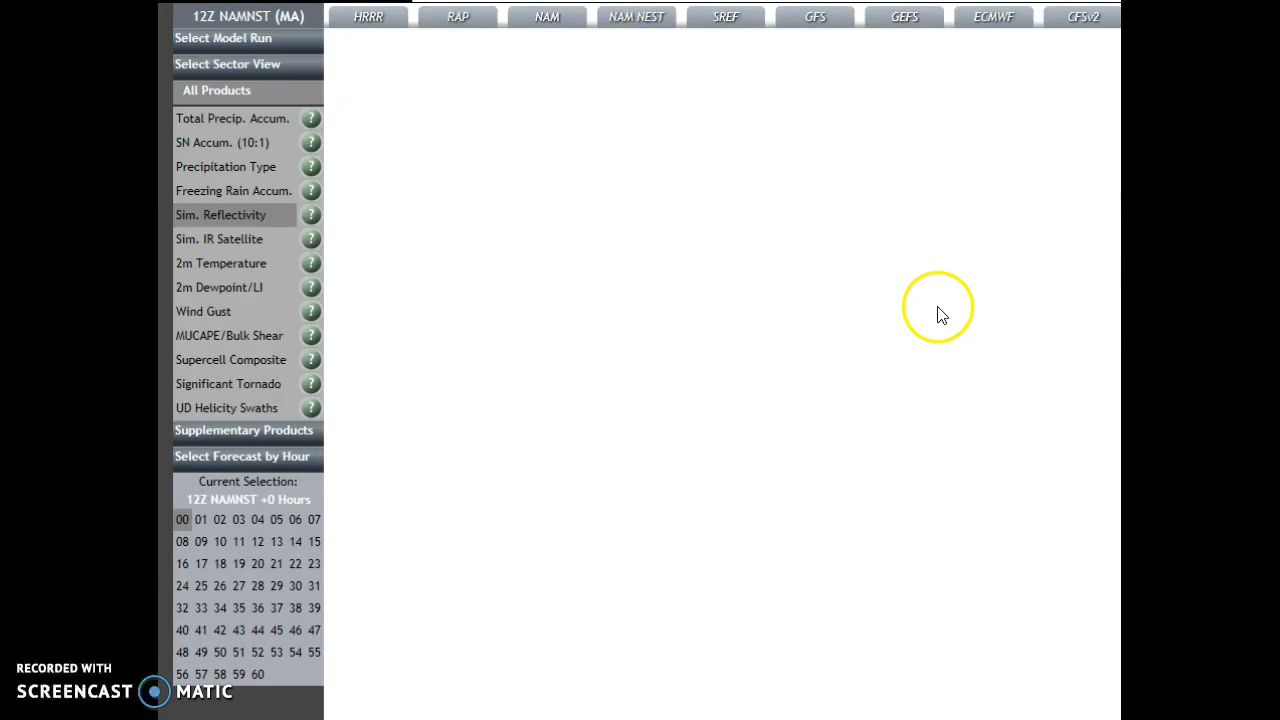 12Z NAMNST (MA)
HRRR RAP NAM NAM NEST SREF GFS GEFS ECMWF CFSv2
Select Model Run
Select Sector View
All Products
Total Precip. Accum. ?
SN Accum. (10:1) ?
Precipitation Type ?
Freezing Rain Accum. ?
Sim. Reflectivity ?
Sim. IR Satellite ?
2m Temperature ?
2m Dewpoint/LI ?
Wind Gust ?
MUCAPE/Bulk Shear ?
Supercell Composite ?
Significant Tornado ?
UD Helicity Swaths ?
Supplementary Products
Select Forecast by Hour
Current Selection:
12Z NAMNST +0 Hours
00 01 02 03 04 05 06 07
08 09 10 11 12 13 14 15
16 17 18 19 20 21 22 23
24 25 26 27 28 29 30 31
32 33 34 35 36 37 38 39
40 41 42 43 44 45 46 47
48 49 50 51 52 53 54 55
56 57 58 59 60
RECORDED WITH
SCREENCAST MATIC